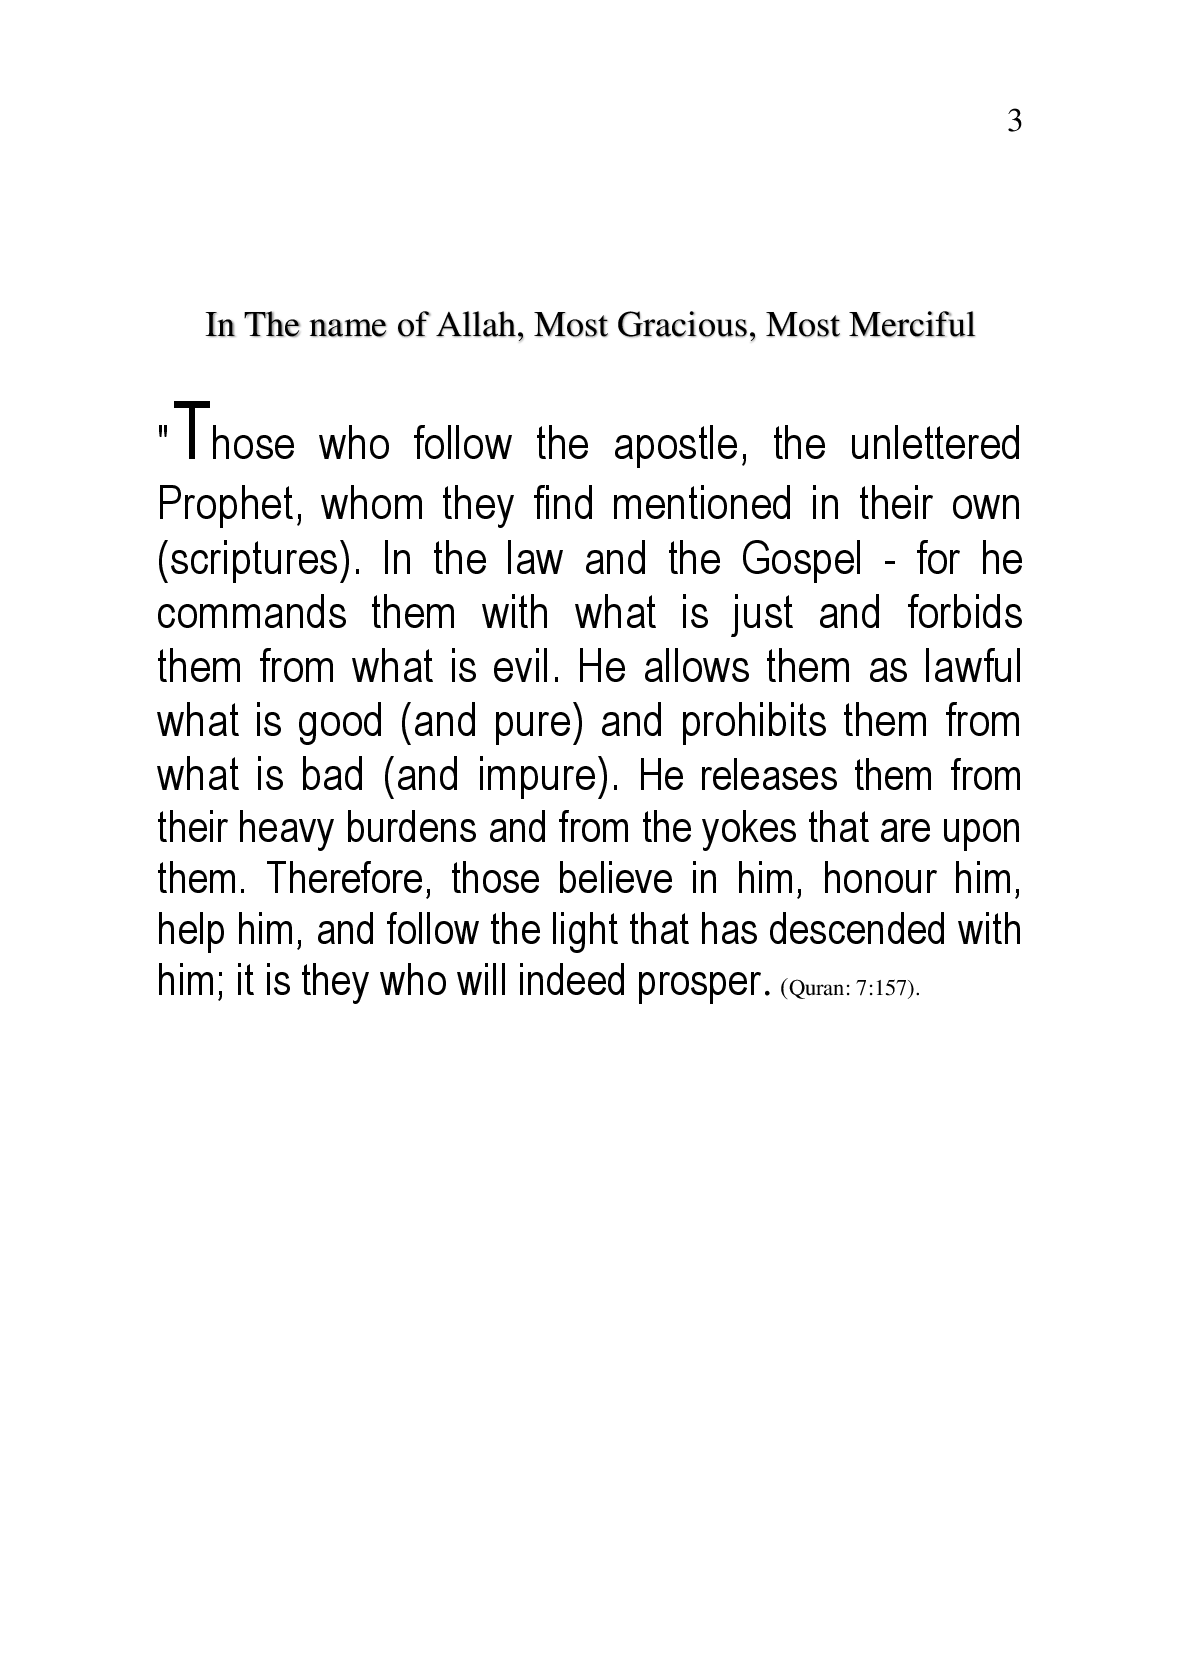 3
In The name of Allah, Most Gracious, Most Merciful
"Those who follow the apostle, the unlettered
Prophet, whom they find mentioned in their own
(scriptures). In the law and the Gospel - for he
commands them with what is just and forbids
them from what is evil. He allows them as lawful
what is good (and pure) and prohibits them from
what is bad (and impure). He releases them from
their heavy burdens and from the yokes that are upon
them. Therefore, those believe in him, honour him,
help him, and follow the light that has descended with
him; it is they who will indeed prosper. (Quran: 7:157).